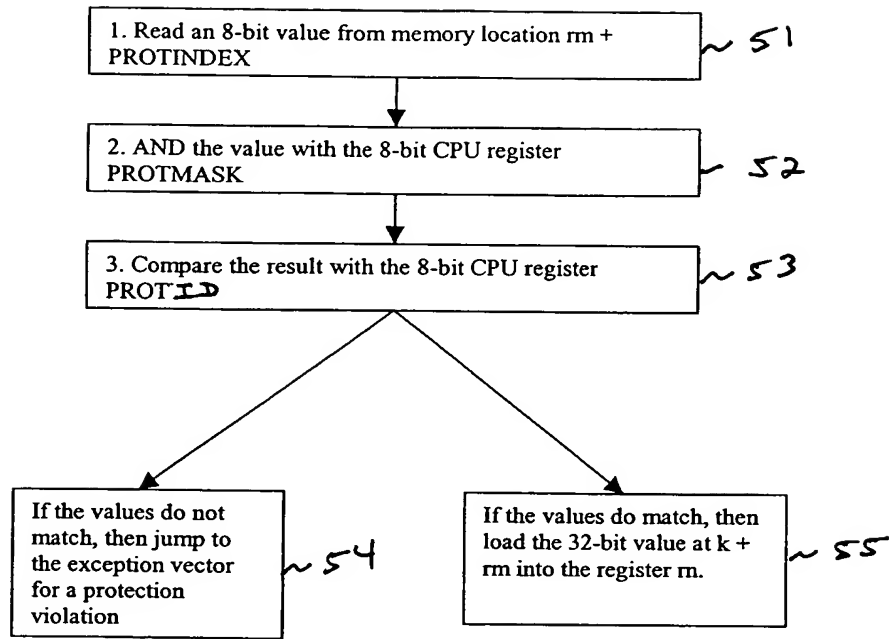 1. Read an 8-bit value from memory location rm +
PROTINDEX
~ 51
2. AND the value with the 8-bit CPU register
PROTMASK
~ 52
3. Compare the result with the 8-bit CPU register
PROTID
~ 53
If the values do not
match, then jump to
the exception vector
for a protection
violation
~ 54
If the values do match, then
load the 32-bit value at k +
rm into the register rn.
~ 55